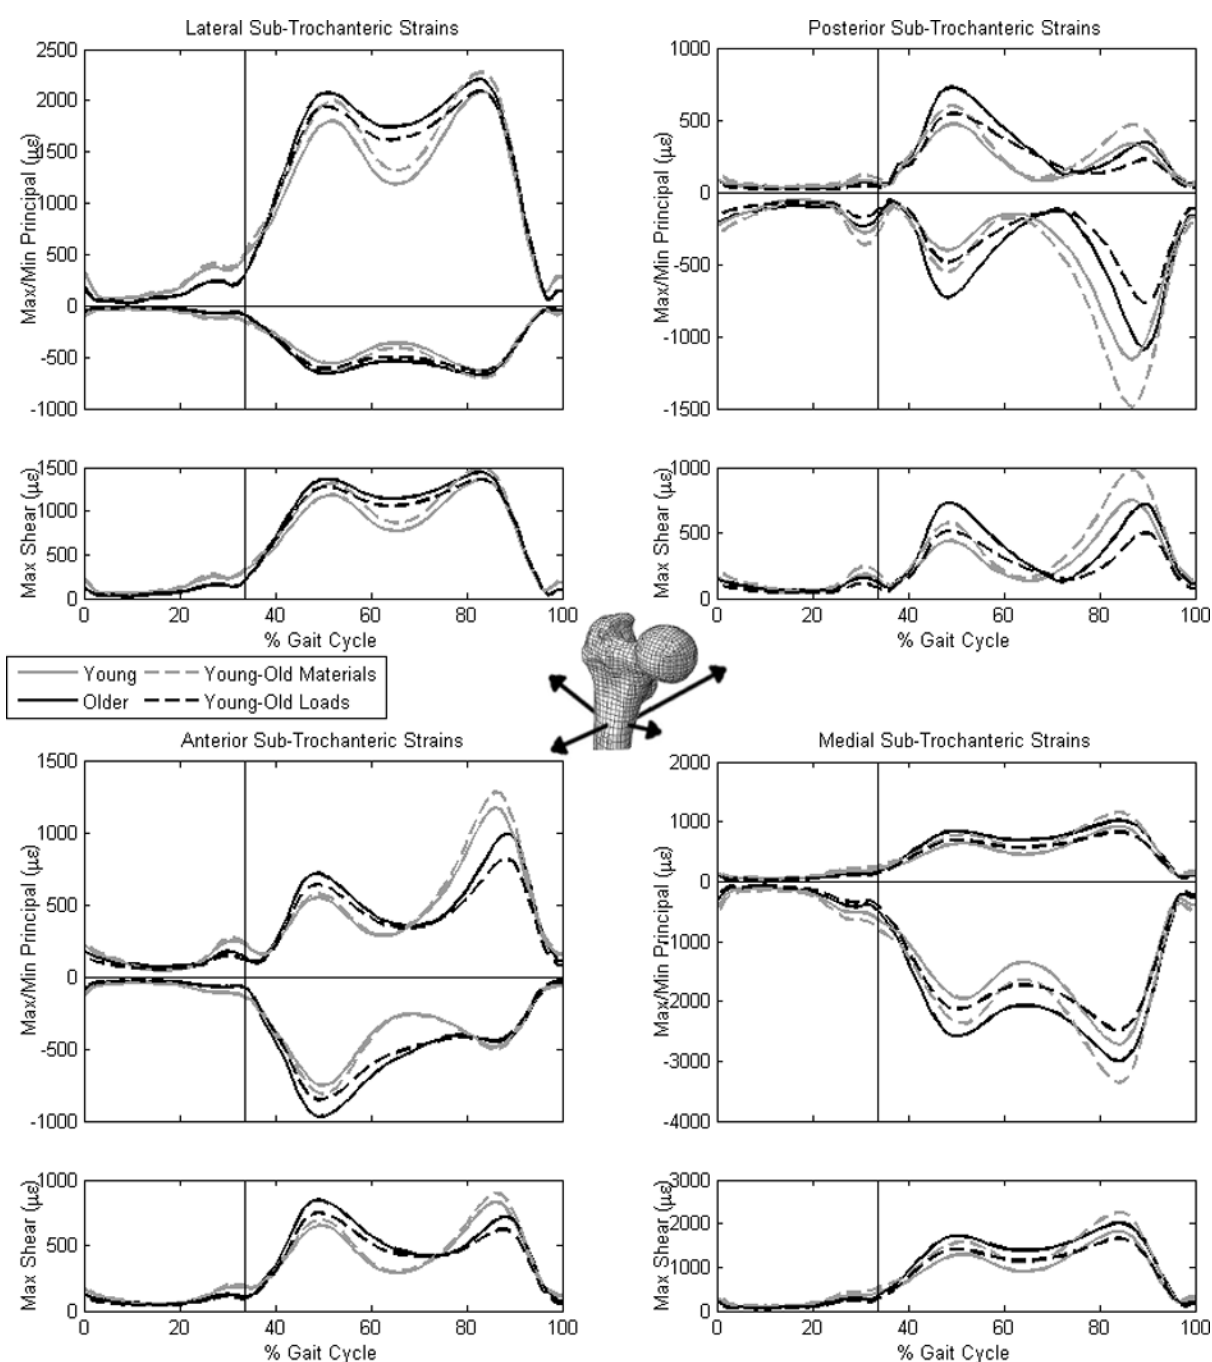 Lateral Sub-Trochanteric Strains
Max/Min Principal (με)
2500
2000
1500
1000
500
0
-500
-1000
Max Shear (με)
1500
1000
500
0
0 20 40 60 80 100
% Gait Cycle
Posterior Sub-Trochanteric Strains
Max/Min Principal (με)
1000
500
0
-500
-1000
-1500
Max Shear (με)
1000
500
0
0 20 40 60 80 100
% Gait Cycle
Young Young-Old Materials
Older Young-Old Loads
Anterior Sub-Trochanteric Strains
Max/Min Principal (με)
1500
1000
500
0
-500
-1000
Max Shear (με)
1000
500
0
0 20 40 60 80 100
% Gait Cycle
Medial Sub-Trochanteric Strains
Max/Min Principal (με)
2000
1000
0
-1000
-2000
-3000
-4000
Max Shear (με)
3000
2000
1000
0
0 20 40 60 80 100
% Gait Cycle